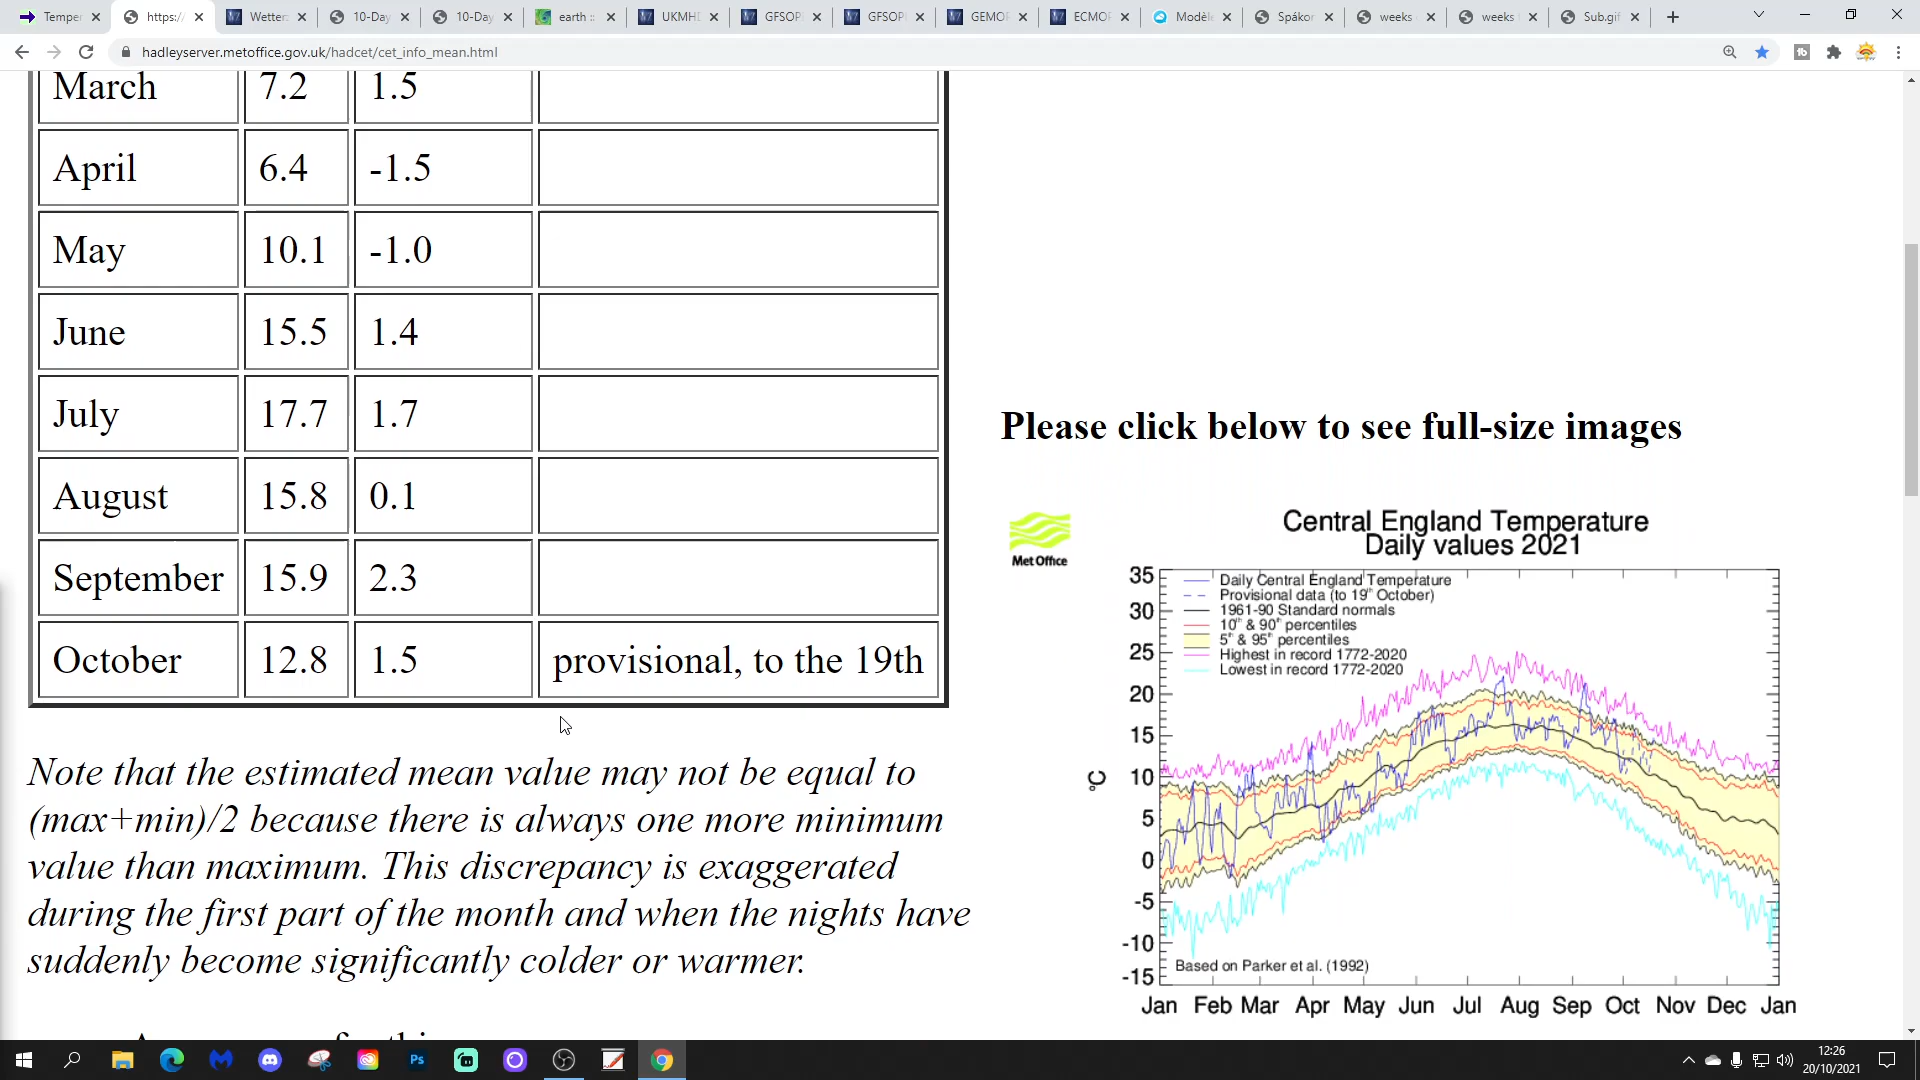 Temper
https:/
Wetter
10-Day
10-Day
earth ::
UKMHI
GFSOP
GFSOPI
GEMOF
ECMOF
Modèle
Spákor
weeks
weeks
Sub.gif
hadleyserver.metoffice.gov.uk/hadcet/cet_info_mean.html
March 7.2 1.5
April 6.4 -1.5
May 10.1 -1.0
June 15.5 1.4
July 17.7 1.7
August 15.8 0.1
September 15.9 2.3
October 12.8 1.5 provisional, to the 19th
Note that the estimated mean value may not be equal to
(max+min)/2 because there is always one more minimum
value than maximum. This discrepancy is exaggerated
during the first part of the month and when the nights have
suddenly become significantly colder or warmer.
Please click below to see full-size images
Met Office
Central England Temperature
Daily values 2021
Daily Central England Temperature
Provisional data (to 19th October)
1961-90 Standard normals
10th & 90th percentiles
5th & 95th percentiles
Highest in record 1772-2020
Lowest in record 1772-2020
35
30
25
20
15
10
5
0
-5
-10
-15
°C
Based on Parker et al. (1992)
Jan Feb Mar Apr May Jun Jul Aug Sep Oct Nov Dec Jan
Ps
12:26
20/10/2021